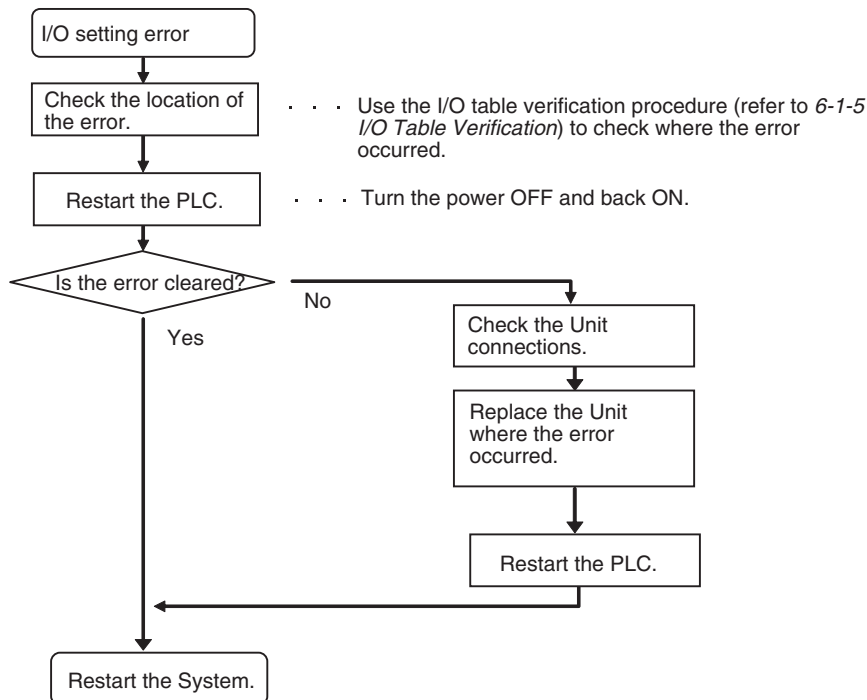 I/O setting error
Check the location of
the error.
· · · Use the I/O table verification procedure (refer to 6-1-5
I/O Table Verification) to check where the error
occurred.
Restart the PLC.
· · · Turn the power OFF and back ON.
Is the error cleared?
No
Yes
Check the Unit
connections.
Replace the Unit
where the error
occurred.
Restart the PLC.
Restart the System.